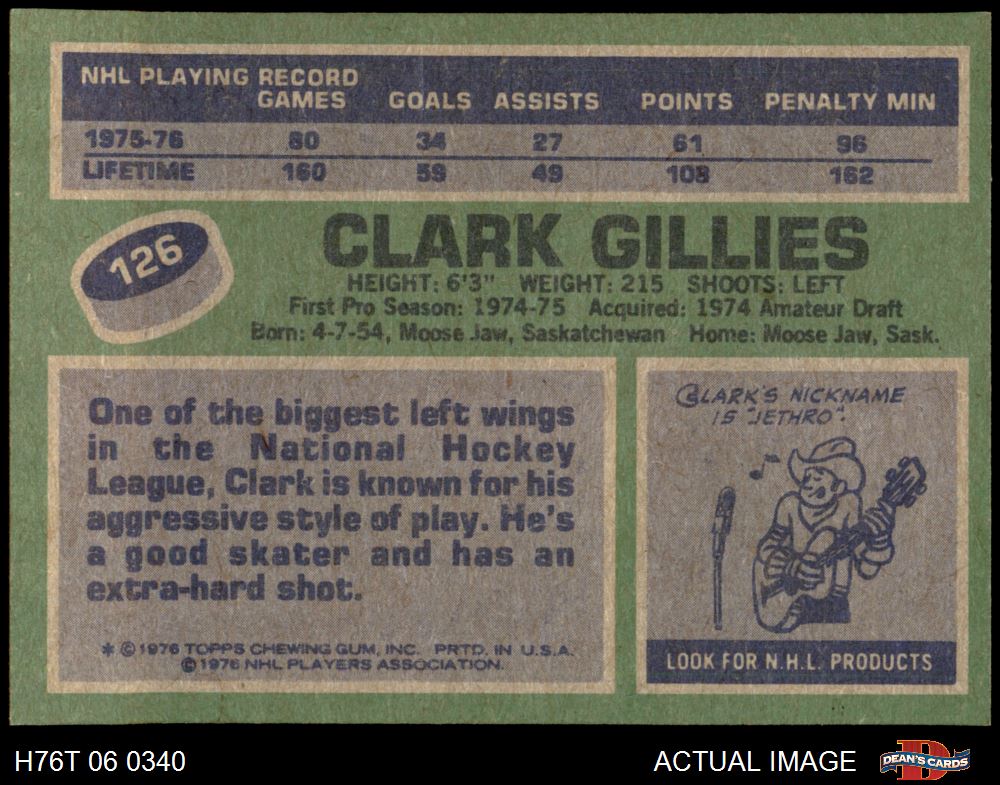 NHL PLAYING RECORD
GAMES GOALS ASSISTS POINTS PENALTY MIN
1975-76 80 34 27 61 96
LIFETIME 160 59 49 108 162
126
CLARK GILLIES
HEIGHT: 6'3" WEIGHT: 215 SHOOTS: LEFT
First Pro Season: 1974-75 Acquired: 1974 Amateur Draft
Born: 4-7-54, Moose Jaw, Saskatchewan Home: Moose Jaw, Sask.
One of the biggest left wings
in the National Hockey
League, Clark is known for his
aggressive style of play. He's
a good skater and has an
extra-hard shot.
* © 1976 TOPPS CHEWING GUM, INC. PRTD. IN U.S.A.
© 1976 NHL PLAYERS ASSOCIATION.
CLARK'S NICKNAME
IS "JETHRO".
LOOK FOR N.H.L. PRODUCTS
H76T 06 0340
ACTUAL IMAGE
D
DEAN'S CARDS